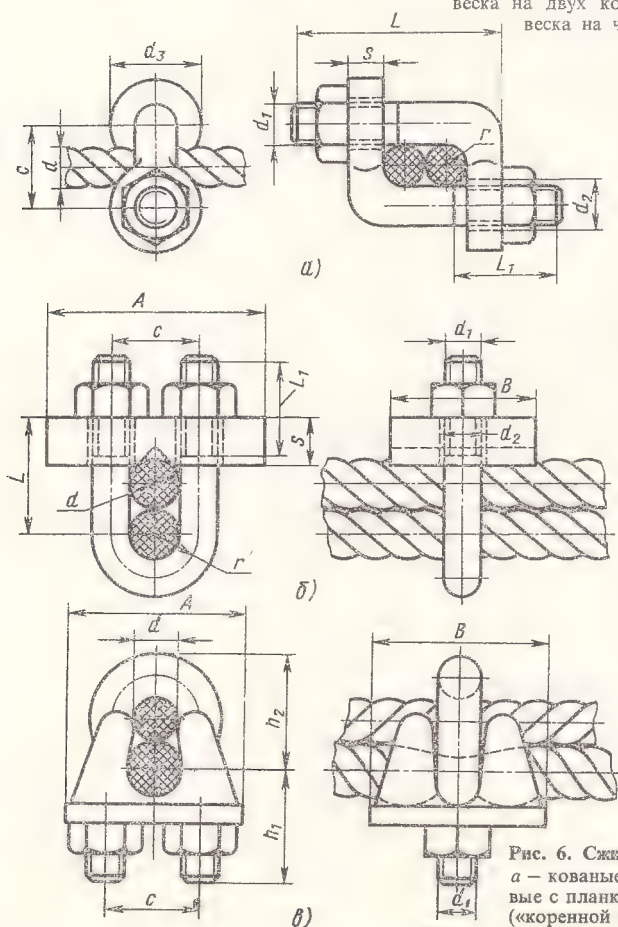 веска на двух ко
веска на ч
d₃
c
d
L
s
d₁
r
d₂
L₁
а)
A
c
L₁
s
L
d
r
d₁
B
d₂
б)
A
d
h₂
h₁
c
B
d₁
в)
Рис. 6. Сжи
а – кованые
вые с планк
(«коренной